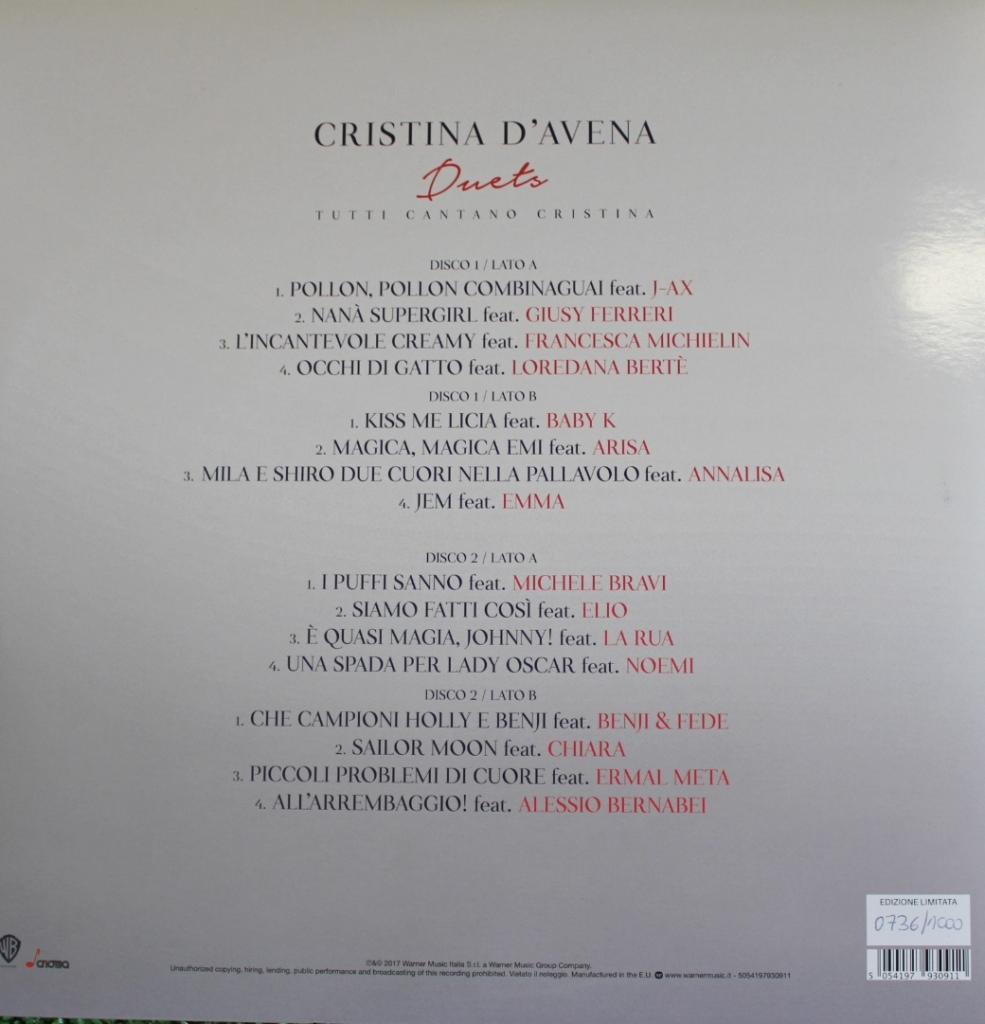 CRISTINA D'AVENA
Duets
TUTTI CANTANO CRISTINA
DISCO 1 / LATO A
1. POLLON, POLLON COMBINAGUAI feat. J-AX
2. NANÀ SUPERGIRL feat. GIUSY FERRERI
3. L'INCANTEVOLE CREAMY feat. FRANCESCA MICHIELIN
4. OCCHI DI GATTO feat. LOREDANA BERTÈ
DISCO 1 / LATO B
1. KISS ME LICIA feat. BABY K
2. MAGICA, MAGICA EMI feat. ARISA
3. MILA E SHIRO DUE CUORI NELLA PALLAVOLO feat. ANNALISA
4. JEM feat. EMMA
DISCO 2 / LATO A
1. I PUFFI SANNO feat. MICHELE BRAVI
2. SIAMO FATTI COSÌ feat. ELIO
3. È QUASI MAGIA, JOHNNY! feat. LA RUA
4. UNA SPADA PER LADY OSCAR feat. NOEMI
DISCO 2 / LATO B
1. CHE CAMPIONI HOLLY E BENJI feat. BENJI & FEDE
2. SAILOR MOON feat. CHIARA
3. PICCOLI PROBLEMI DI CUORE feat. ERMAL META
4. ALL'ARREMBAGGIO! feat. ALESSIO BERNABEI
EDIZIONE LIMITATA
0736/1000
WB
℗&© 2017 Warner Music Italia S.r.l. a Warner Music Group Company.
Unauthorized copying, hiring, lending, public performance and broadcasting of this recording prohibited. Vietato il noleggio. Manufactured in the E.U. www.warnermusic.it - 5054197930911
5 054197 930911